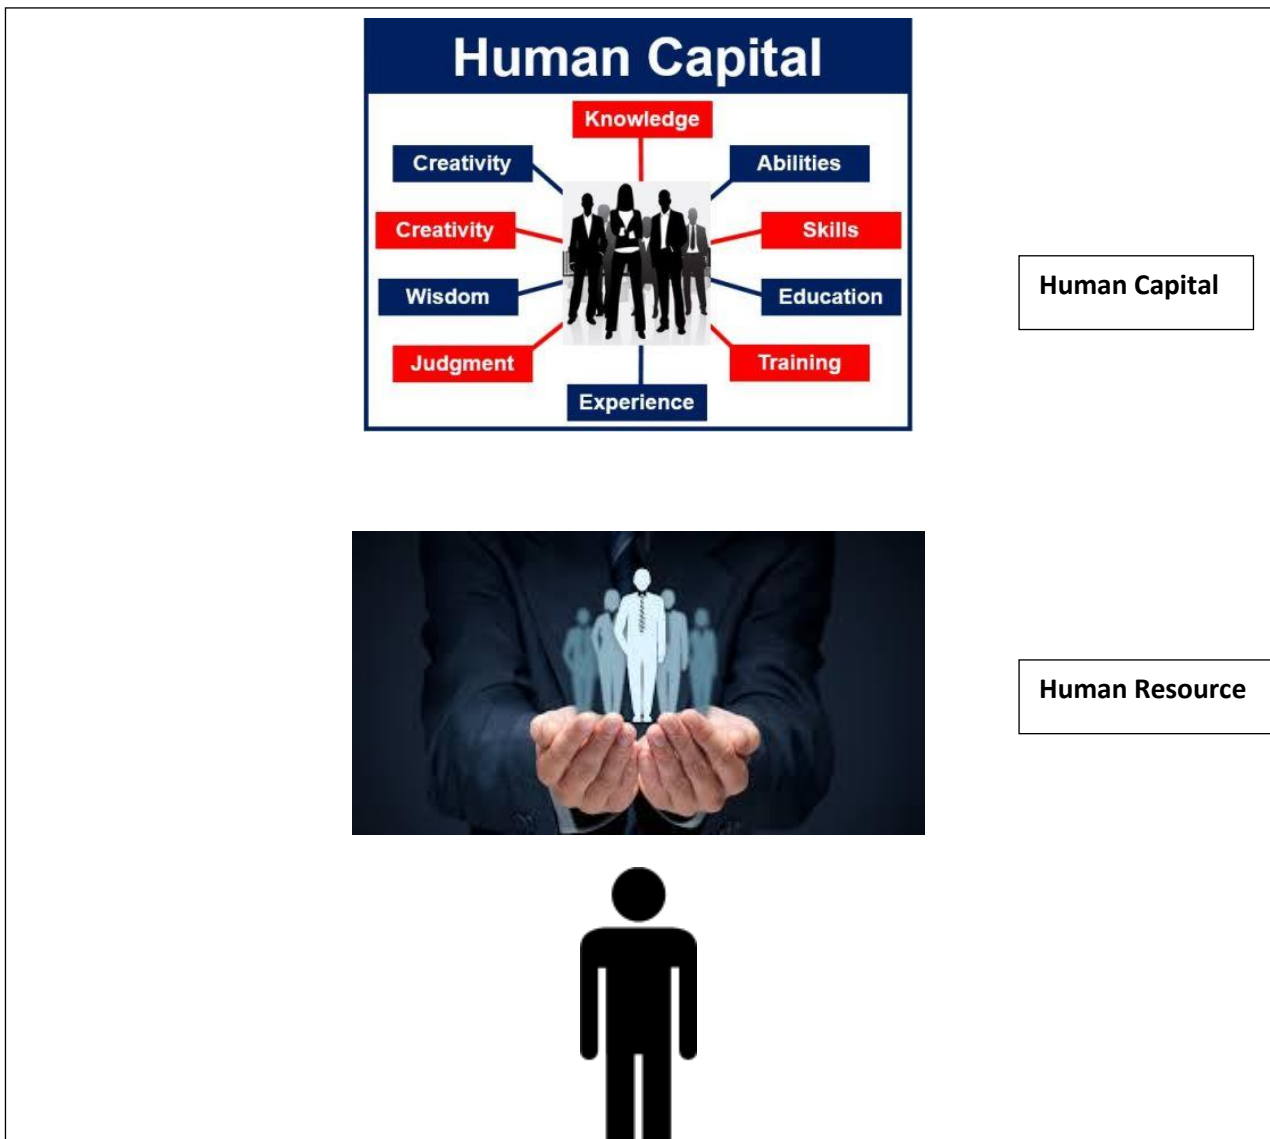 Human Capital
Knowledge
Creativity
Abilities
Creativity
Skills
Wisdom
Education
Judgment
Training
Experience
Human Capital
Human Resource